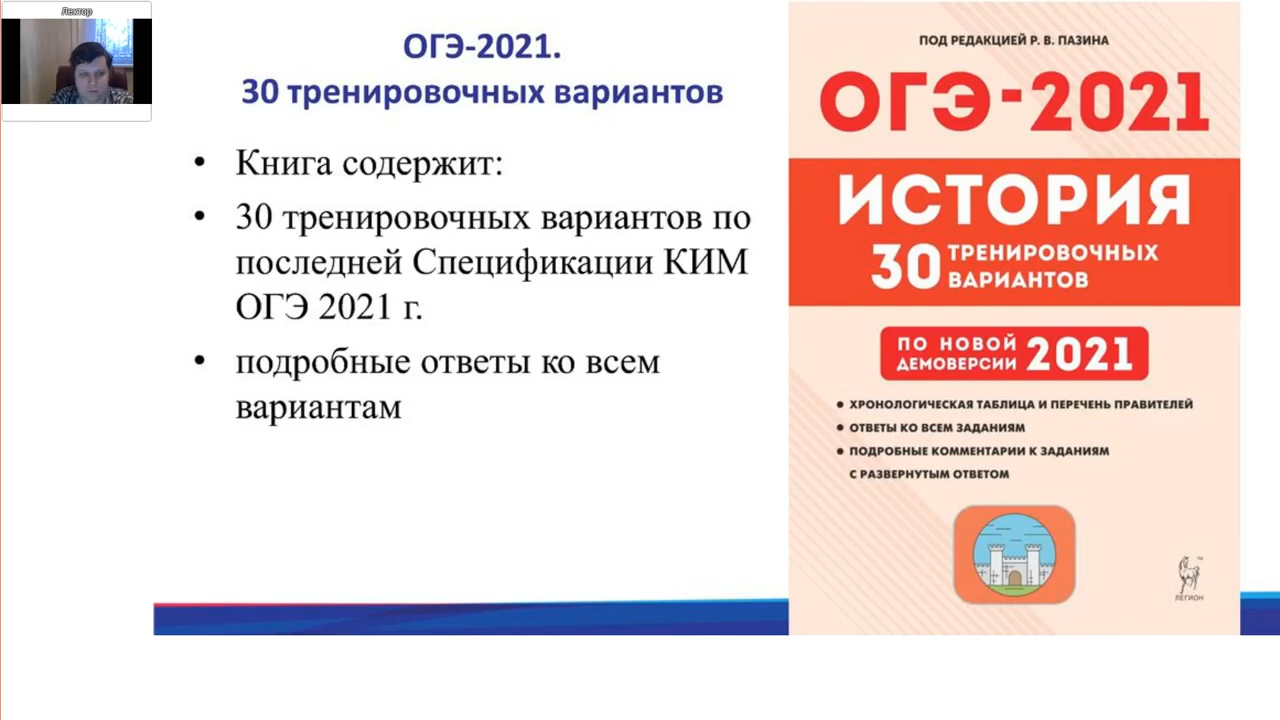 Лектор
ОГЭ-2021.
30 тренировочных вариантов
• Книга содержит:
• 30 тренировочных вариантов по
последней Спецификации КИМ
ОГЭ 2021 г.
• подробные ответы ко всем
вариантам
ПОД РЕДАКЦИЕЙ Р. В. ПАЗИНА
ОГЭ-2021
ИСТОРИЯ
30 ТРЕНИРОВОЧНЫХ
ВАРИАНТОВ
ПО НОВОЙ
ДЕМОВЕРСИИ 2021
• ХРОНОЛОГИЧЕСКАЯ ТАБЛИЦА И ПЕРЕЧЕНЬ ПРАВИТЕЛЕЙ
• ОТВЕТЫ КО ВСЕМ ЗАДАНИЯМ
• ПОДРОБНЫЕ КОММЕНТАРИИ К ЗАДАНИЯМ
С РАЗВЕРНУТЫМ ОТВЕТОМ
ЛЕГИОН